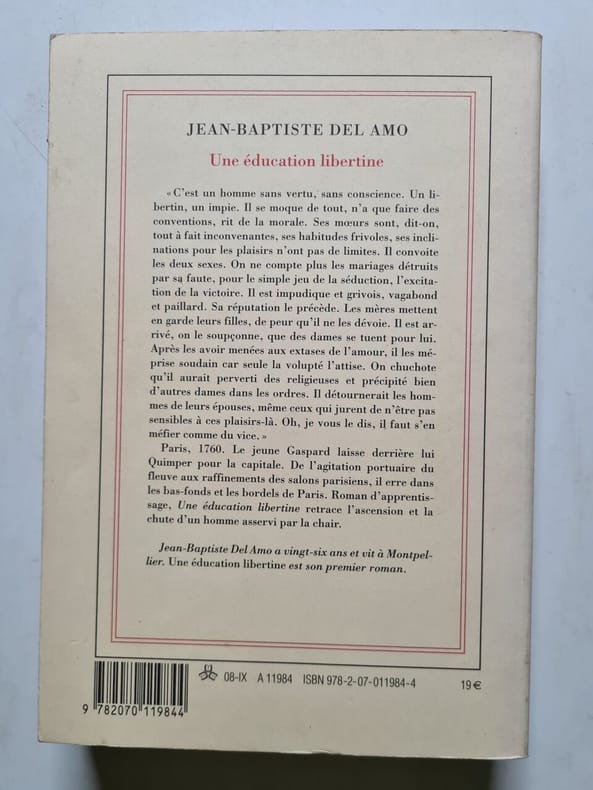 JEAN-BAPTISTE DEL AMO
Une éducation libertine
« C'est un homme sans vertu, sans conscience. Un li-
bertin, un impie. Il se moque de tout, n'a que faire des
conventions, rit de la morale. Ses mœurs sont, dit-on,
tout à fait inconvenantes, ses habitudes frivoles, ses incli-
nations pour les plaisirs n'ont pas de limites. Il convoite
les deux sexes. On ne compte plus les mariages détruits
par sa faute, pour le simple jeu de la séduction, l'excita-
tion de la victoire. Il est impudique et grivois, vagabond
et paillard. Sa réputation le précède. Les mères mettent
en garde leurs filles, de peur qu'il ne les dévoie. Il est ar-
rivé, on le soupçonne, que des dames se tuent pour lui.
Après les avoir menées aux extases de l'amour, il les mé-
prise soudain car seule la volupté l'attise. On chuchote
qu'il aurait perverti des religieuses et précipité bien
d'autres dames dans les ordres. Il détournerait les hom-
mes de leurs épouses, même ceux qui jurent de n'être pas
sensibles à ces plaisirs-là. Oh, je vous le dis, il faut s'en
méfier comme du vice. »
Paris, 1760. Le jeune Gaspard laisse derrière lui
Quimper pour la capitale. De l'agitation portuaire du
fleuve aux raffinements des salons parisiens, il erre dans
les bas-fonds et les bordels de Paris. Roman d'apprentis-
sage, Une éducation libertine retrace l'ascension et la
chute d'un homme asservi par la chair.
Jean-Baptiste Del Amo a vingt-six ans et vit à Montpel-
lier. Une éducation libertine est son premier roman.
08-IX A 11984 ISBN 978-2-07-011984-4 19 €
9 782070 119844